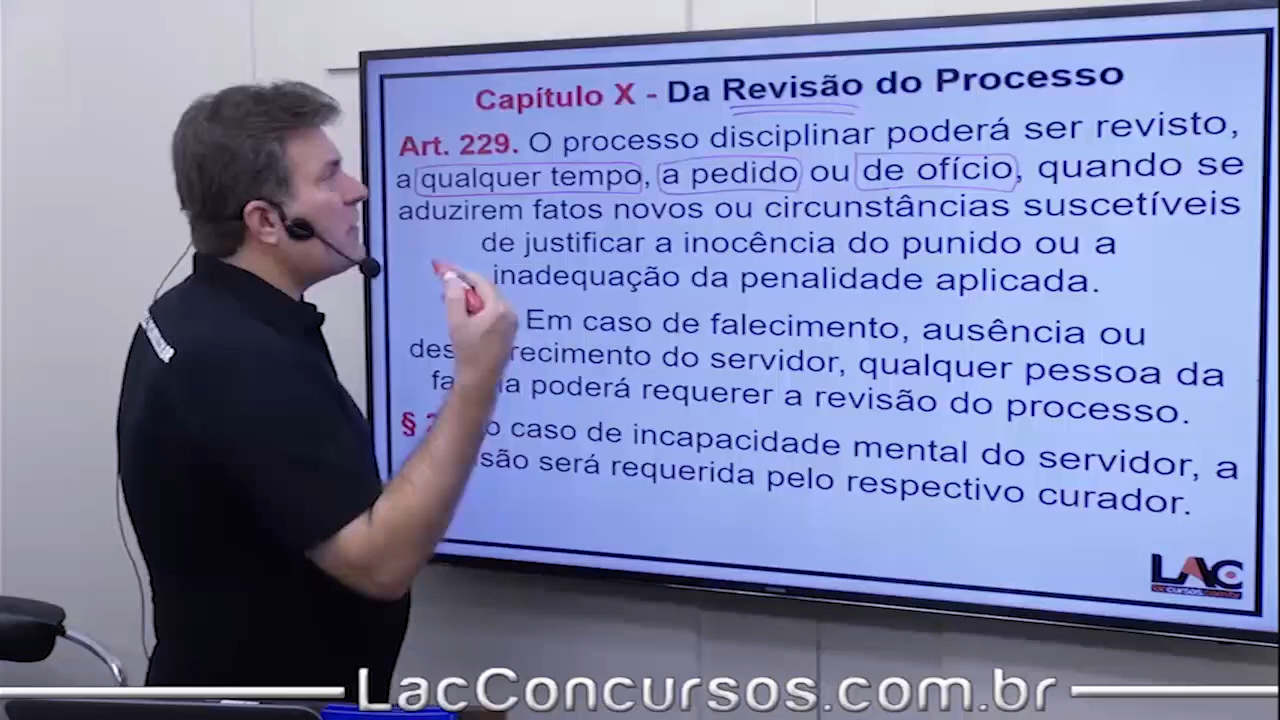 Capítulo X - Da Revisão do Processo
Art. 229. O processo disciplinar poderá ser revisto,
a qualquer tempo, a pedido ou de ofício, quando se
aduzirem fatos novos ou circunstâncias suscetíveis
de justificar a inocência do punido ou a
inadequação da penalidade aplicada.
Em caso de falecimento, ausência ou
do servidor, qualquer pessoa da
poderá requerer a revisão do processo.
§ caso de incapacidade mental do servidor, a
será requerida pelo respectivo curador.
LAC
cursos.com.br
LacConcursos.com.br